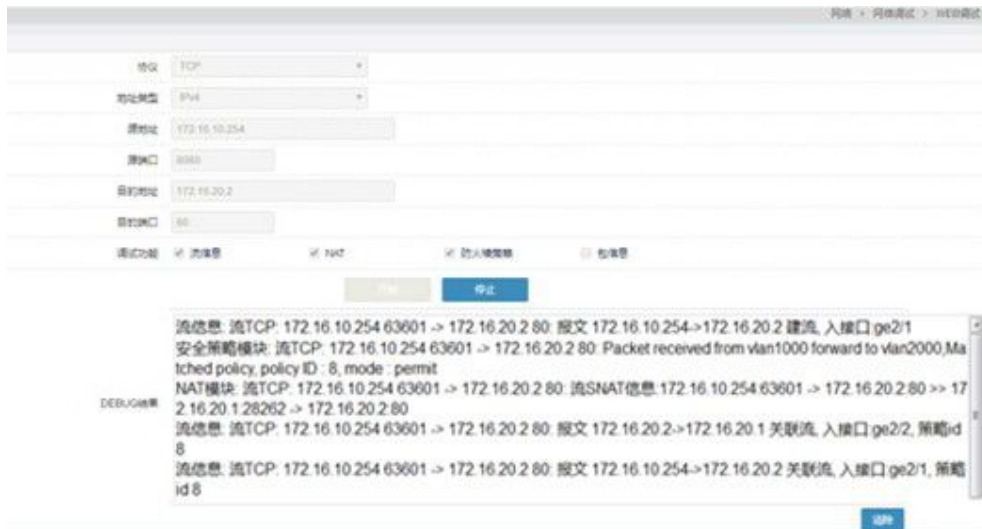 网络 > 网络调试 > WEB调试
协议 TCP
地址类型 IPv4
源地址 172.16.10.254
源端口
目的地址 172.16.20.2
目的端口
调试功能 流信息 NAT 防火墙策略 包信息
开始 停止
流信息: 流TCP: 172.16.10.254:63601 -> 172.16.20.2:80: 报文 172.16.10.254->172.16.20.2 建流, 入接口 ge2/1
安全策略模块: 流TCP: 172.16.10.254:63601 -> 172.16.20.2:80: Packet received from vlan1000 forward to vlan2000,Ma
tched policy, policy ID : 8, mode : permit
NAT模块: 流TCP: 172.16.10.254:63601 -> 172.16.20.2:80: 流SNAT信息:172.16.10.254:63601 -> 172.16.20.2:80 >> 17
DEBUG结果 2.16.20.1:28262 -> 172.16.20.2:80
流信息: 流TCP: 172.16.10.254:63601 -> 172.16.20.2:80: 报文 172.16.20.2->172.16.20.1 关联流, 入接口 ge2/2, 策略id
8
流信息: 流TCP: 172.16.10.254:63601 -> 172.16.20.2:80: 报文 172.16.10.254->172.16.20.2 关联流, 入接口 ge2/1, 策略
id 8
清除